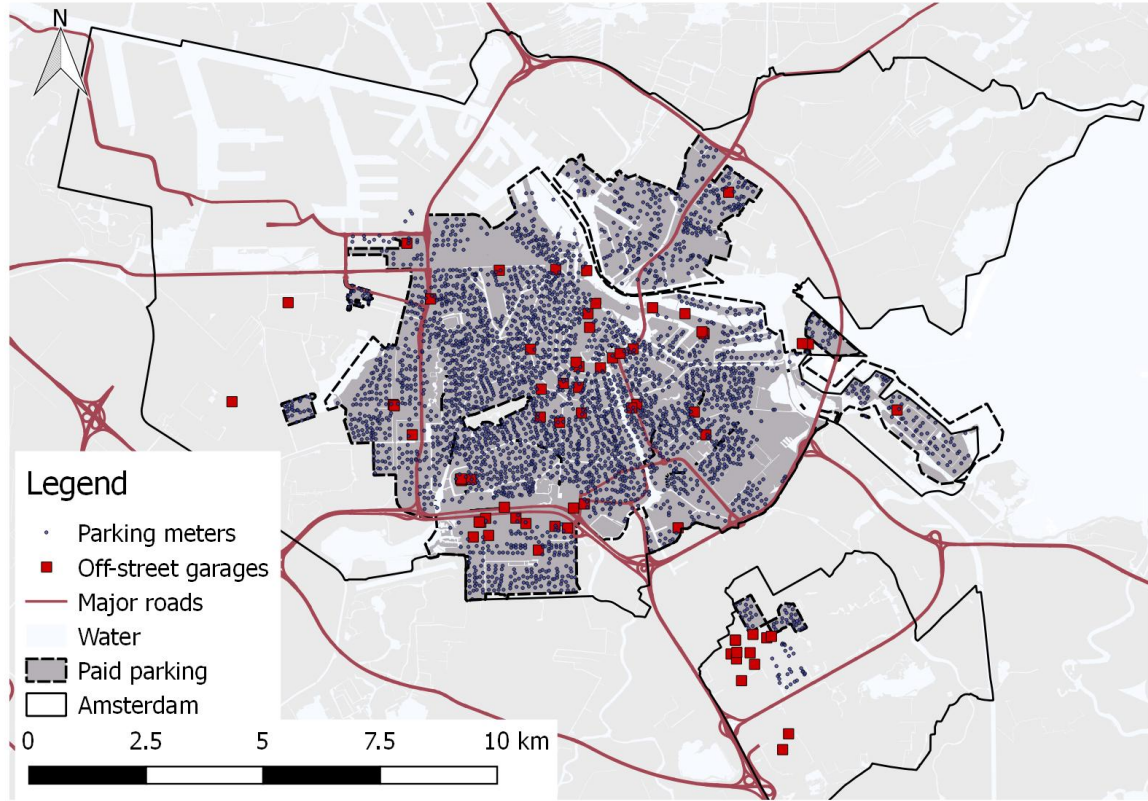 N
Legend
Parking meters
Off-street garages
Major roads
Water
Paid parking
Amsterdam
0 2.5 5 7.5 10 km